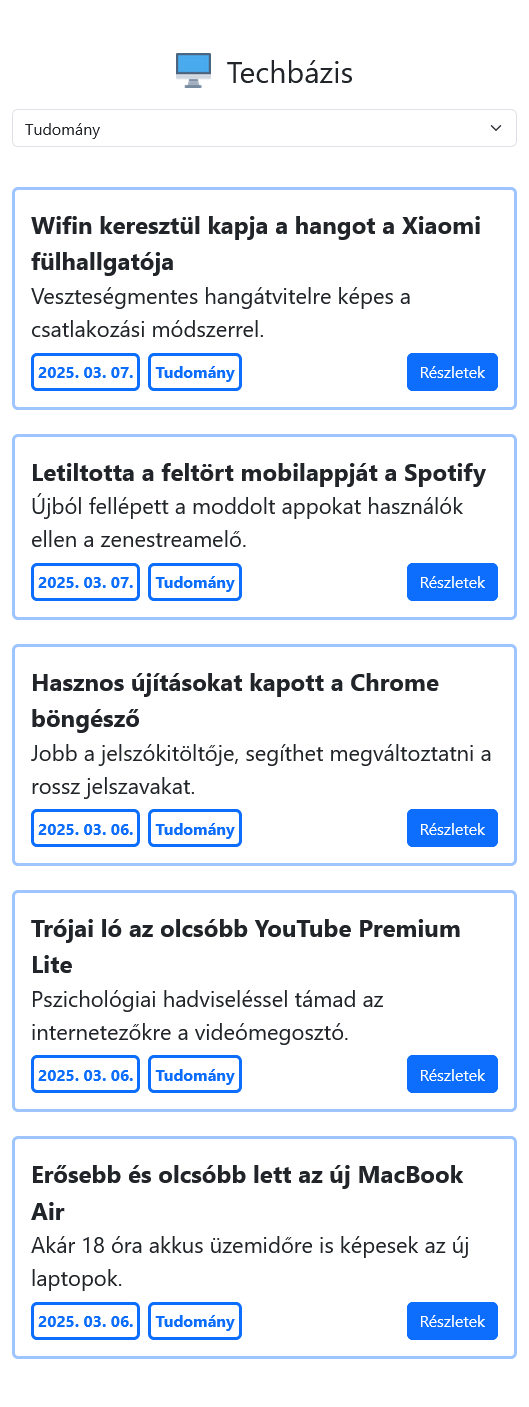 Techbázis
Tudomány
Wifin keresztül kapja a hangot a Xiaomi
fülhallgatója
Veszteségmentes hangátvitelre képes a
csatlakozási módszerrel.
2025. 03. 07. Tudomány Részletek
Letiltotta a feltört mobilappját a Spotify
Újból fellépett a moddolt appokat használók
ellen a zenestreamelő.
2025. 03. 07. Tudomány Részletek
Hasznos újításokat kapott a Chrome
böngésző
Jobb a jelszókitöltője, segíthet megváltoztatni a
rossz jelszavakat.
2025. 03. 06. Tudomány Részletek
Trójai ló az olcsóbb YouTube Premium
Lite
Pszichológiai hadviseléssel támad az
internetezőkre a videómegosztó.
2025. 03. 06. Tudomány Részletek
Erősebb és olcsóbb lett az új MacBook
Air
Akár 18 óra akkus üzemidőre is képesek az új
laptopok.
2025. 03. 06. Tudomány Részletek